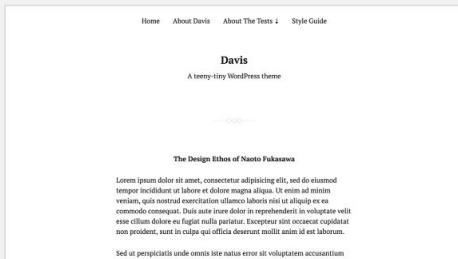 Home About Davis About The Tests ↓ Style Guide
Davis
A teeny-tiny WordPress theme
The Design Ethos of Naoto Fukasawa
Lorem ipsum dolor sit amet, consectetur adipisicing elit, sed do eiusmod
tempor incididunt ut labore et dolore magna aliqua. Ut enim ad minim
veniam, quis nostrud exercitation ullamco laboris nisi ut aliquip ex ea
commodo consequat. Duis aute irure dolor in reprehenderit in voluptate velit
esse cillum dolore eu fugiat nulla pariatur. Excepteur sint occaecat cupidatat
non proident, sunt in culpa qui officia deserunt mollit anim id est laborum.
Sed ut perspiciatis unde omnis iste natus error sit voluptatem accusantium